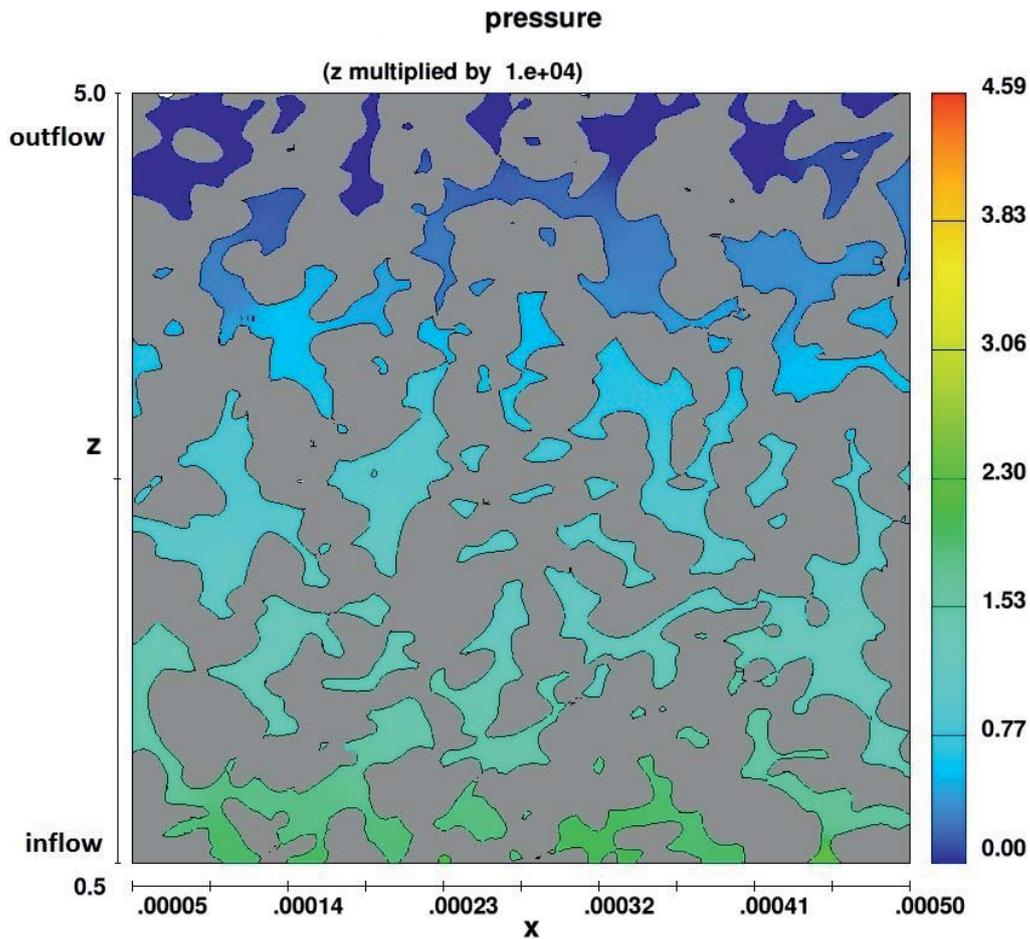 pressure
(z multiplied by 1.e+04)
5.0
outflow
z
inflow
0.5
.00005 .00014 .00023 .00032 .00041 .00050
x
4.59
3.83
3.06
2.30
1.53
0.77
0.00